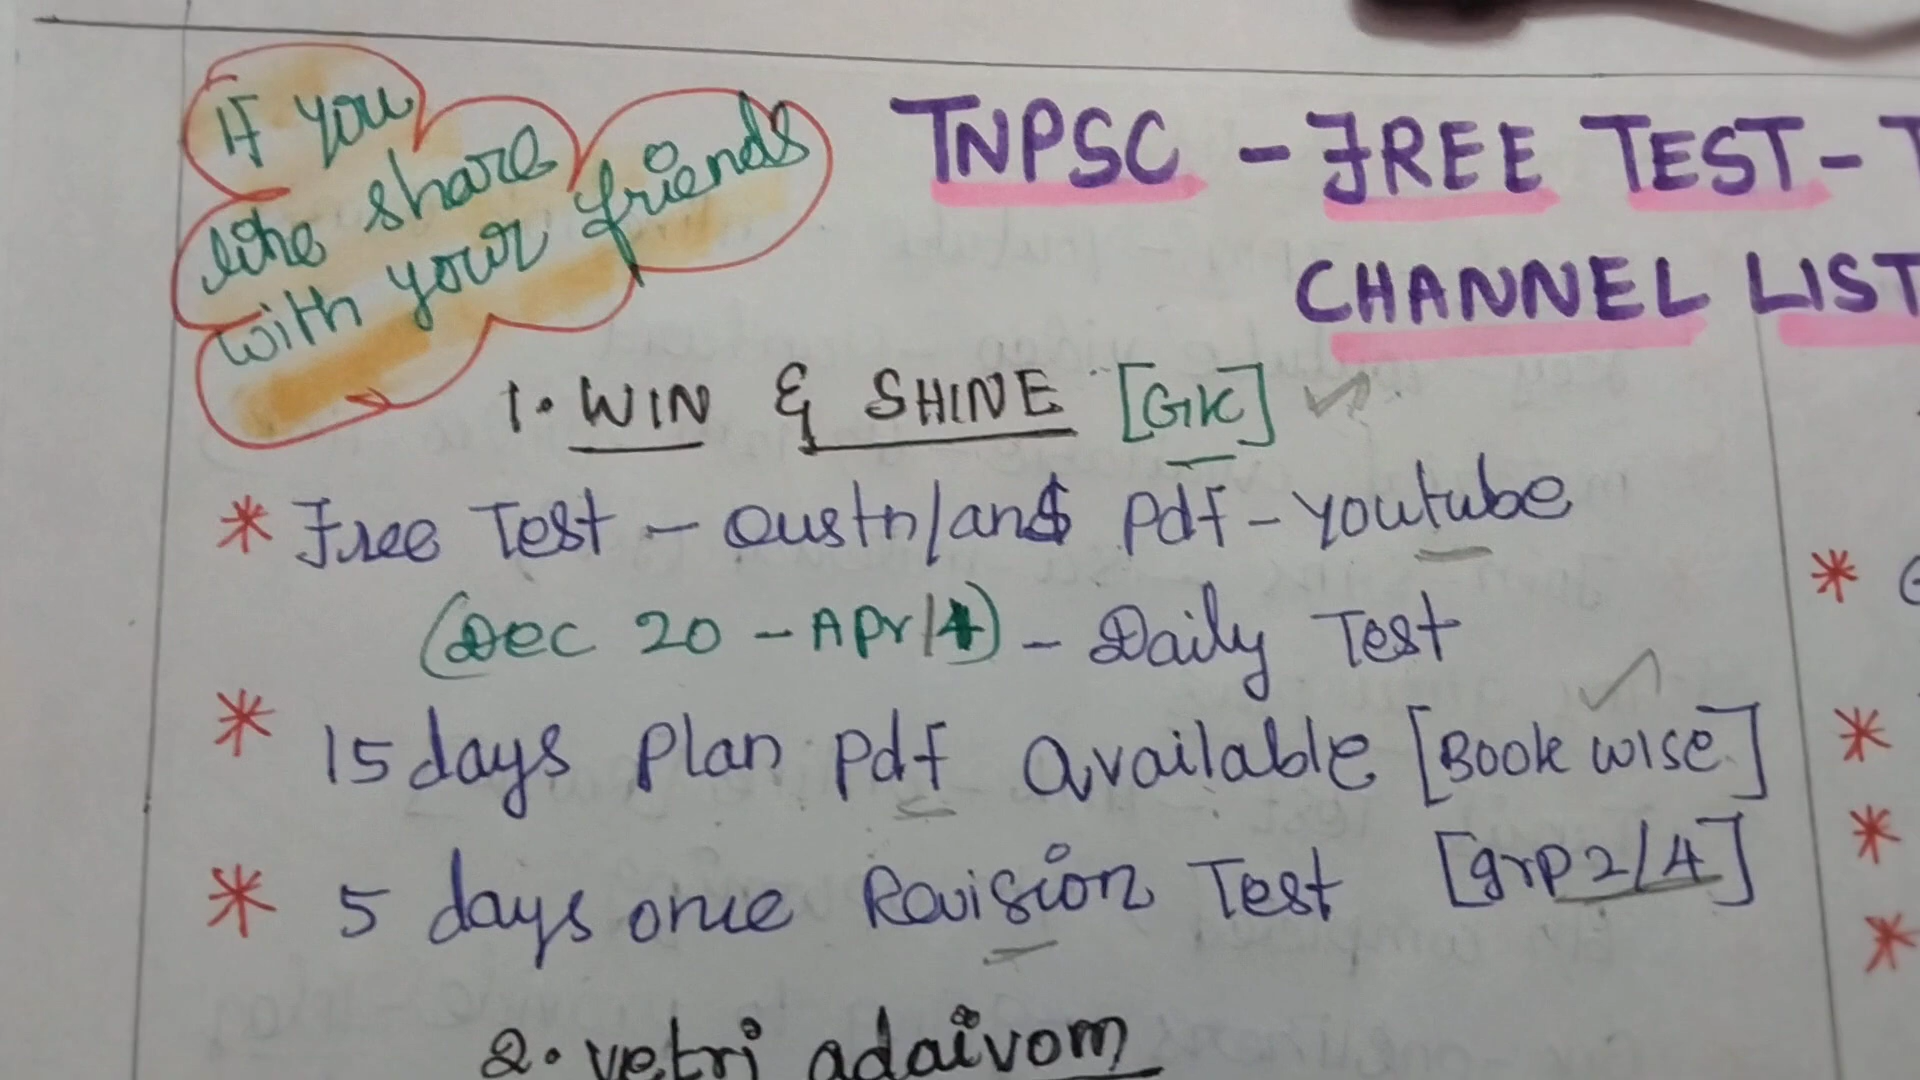 If you
like share
with your friends
TNPSC - FREE TEST - T
CHANNEL LIST
1. WIN & SHINE [GK]
* Free Test - Oustn/ans Pdf - youtube
(Dec 20 - APr/4) - Daily Test
* 15 days Plan Pdf Available [Book wise]
* 5 days once Revision Test [grp 2/4]
2. vetri adaivom
*
*
*
*